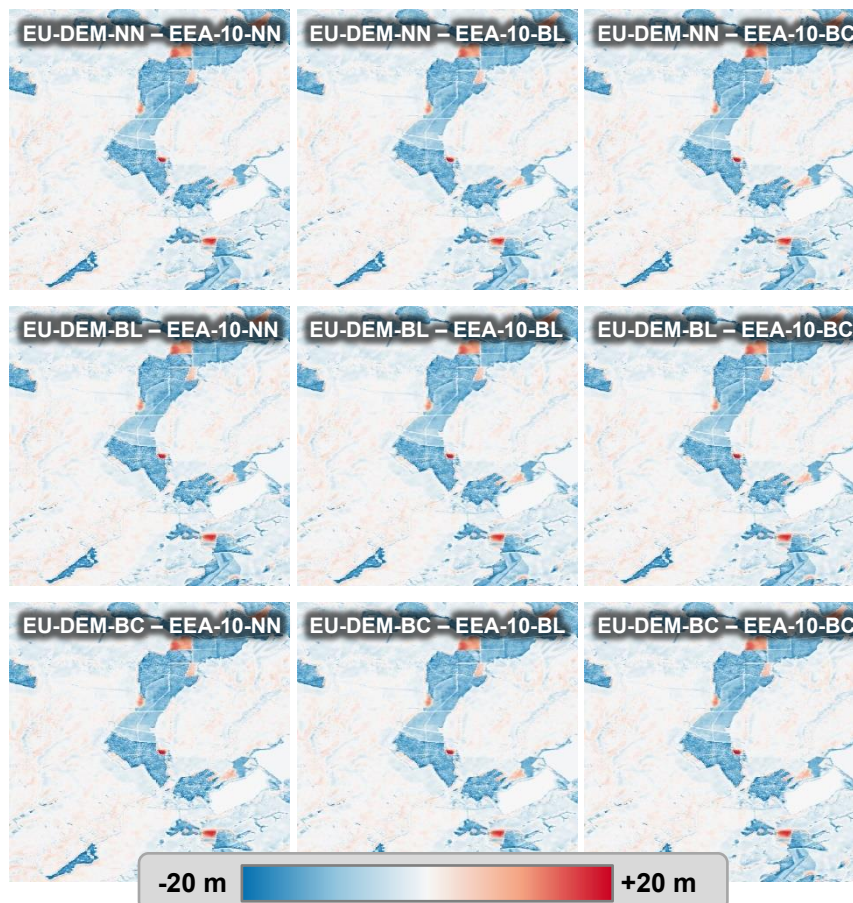 EU-DEM-NN – EEA-10-NN
EU-DEM-NN – EEA-10-BL
EU-DEM-NN – EEA-10-BC
EU-DEM-BL – EEA-10-NN
EU-DEM-BL – EEA-10-BL
EU-DEM-BL – EEA-10-BC
EU-DEM-BC – EEA-10-NN
EU-DEM-BC – EEA-10-BL
EU-DEM-BC – EEA-10-BC
-20 m +20 m